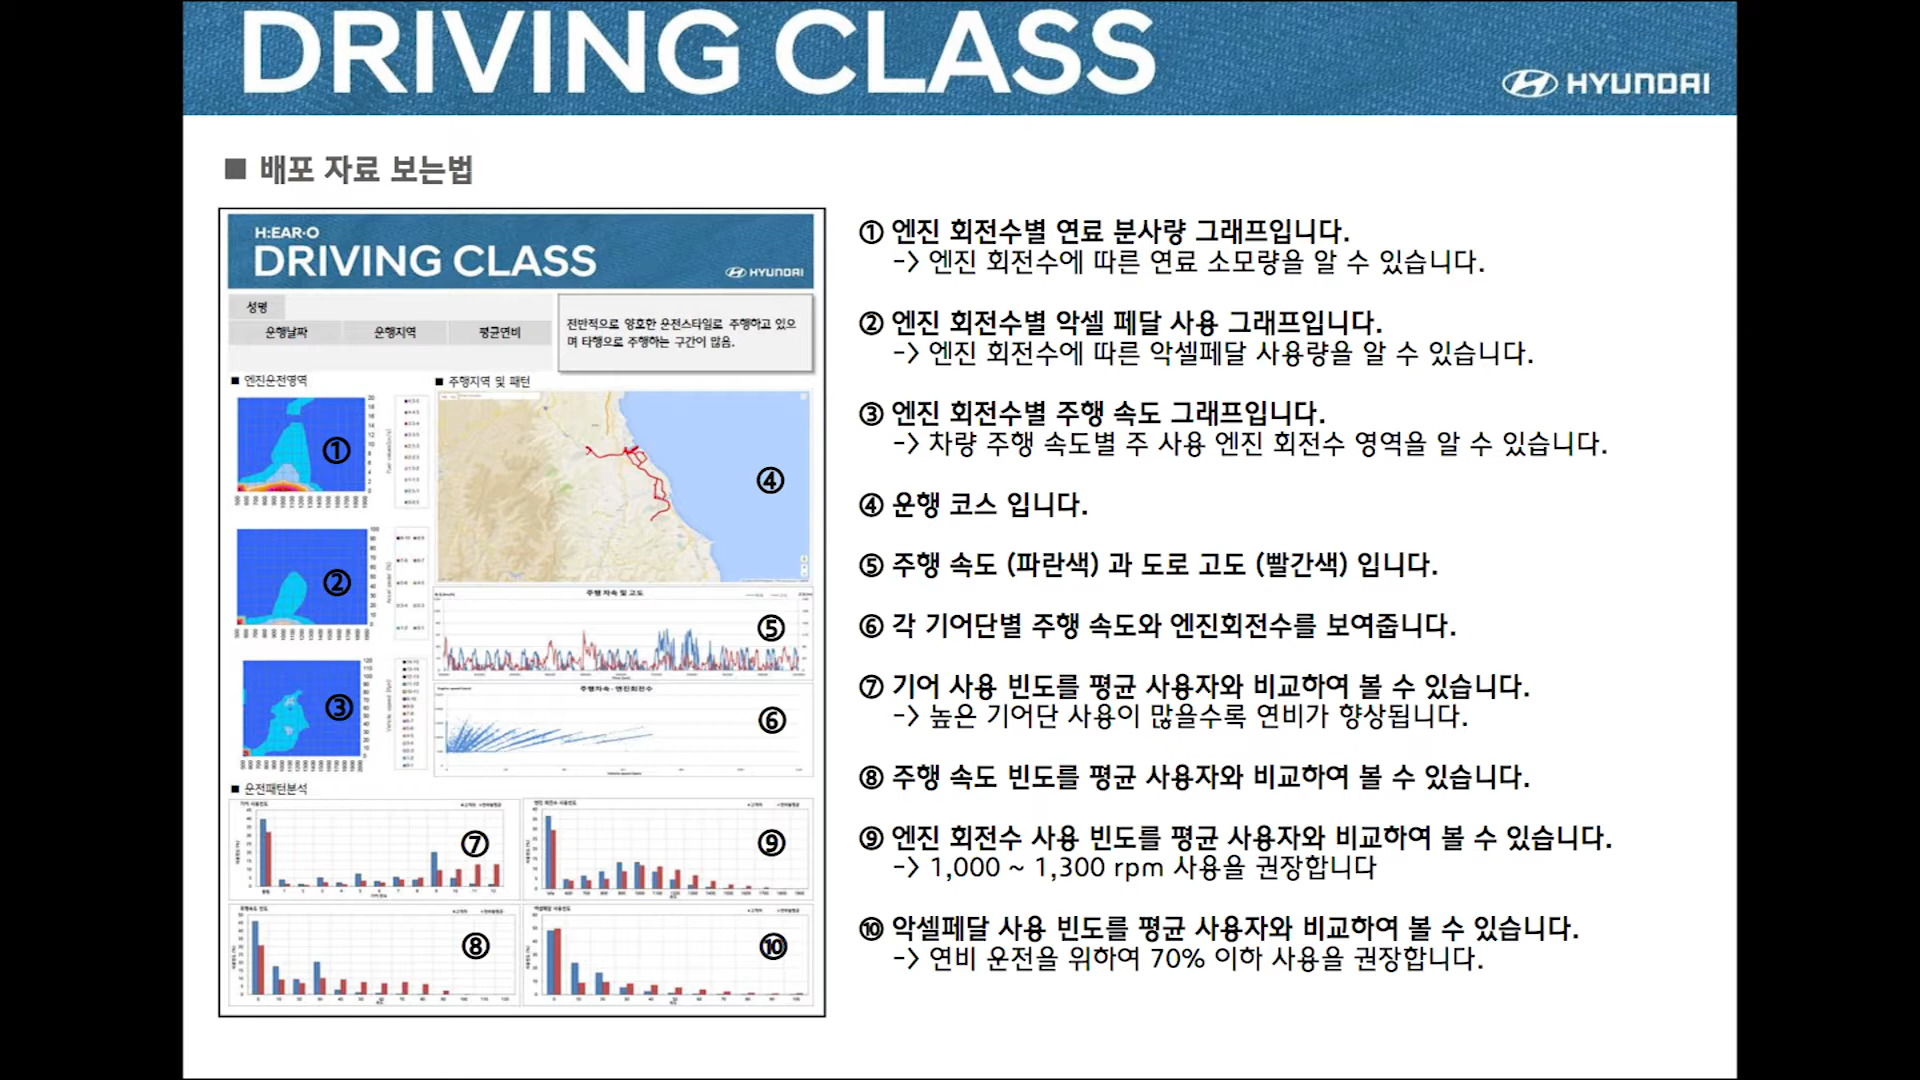 DRIVING CLASS
HYUNDAI
■ 배포 자료 보는법
H:EAR·O
DRIVING CLASS
HYUNDAI
성명
운행날짜 운행지역 평균연비
전반적으로 양호한 운전스타일로 주행하고 있으
며 타행으로 주행하는 구간이 많음.
■ 엔진운전영역
■ 주행지역 및 패턴
①
②
③
④
주행 차속 및 고도
⑤
주행차속 - 엔진회전수
⑥
■ 운전패턴분석
⑦
⑨
⑧
⑩
① 엔진 회전수별 연료 분사량 그래프입니다.
-> 엔진 회전수에 따른 연료 소모량을 알 수 있습니다.
② 엔진 회전수별 악셀 페달 사용 그래프입니다.
-> 엔진 회전수에 따른 악셀페달 사용량을 알 수 있습니다.
③ 엔진 회전수별 주행 속도 그래프입니다.
-> 차량 주행 속도별 주 사용 엔진 회전수 영역을 알 수 있습니다.
④ 운행 코스 입니다.
⑤ 주행 속도 (파란색) 과 도로 고도 (빨간색) 입니다.
⑥ 각 기어단별 주행 속도와 엔진회전수를 보여줍니다.
⑦ 기어 사용 빈도를 평균 사용자와 비교하여 볼 수 있습니다.
-> 높은 기어단 사용이 많을수록 연비가 향상됩니다.
⑧ 주행 속도 빈도를 평균 사용자와 비교하여 볼 수 있습니다.
⑨ 엔진 회전수 사용 빈도를 평균 사용자와 비교하여 볼 수 있습니다.
-> 1,000 ~ 1,300 rpm 사용을 권장합니다
⑩ 악셀페달 사용 빈도를 평균 사용자와 비교하여 볼 수 있습니다.
-> 연비 운전을 위하여 70% 이하 사용을 권장합니다.